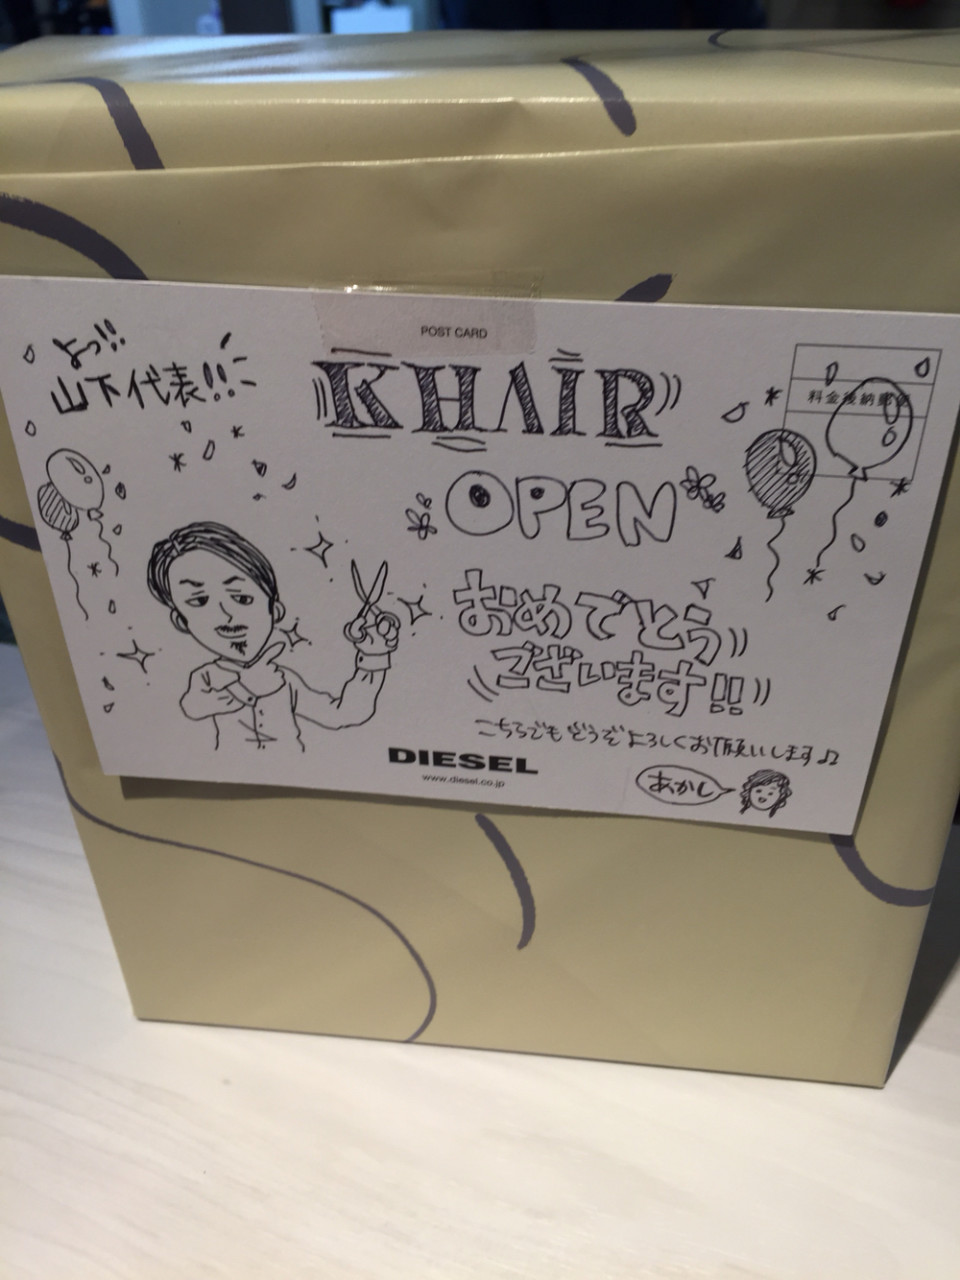 よっ!!
山下代表!!
POST CARD
KHAIR
OPEN
料金後納郵便
おめでとう
ございます!!
こちらでもどうぞよろしくお願いします♫
DIESEL
www.diesel.co.jp
あかし